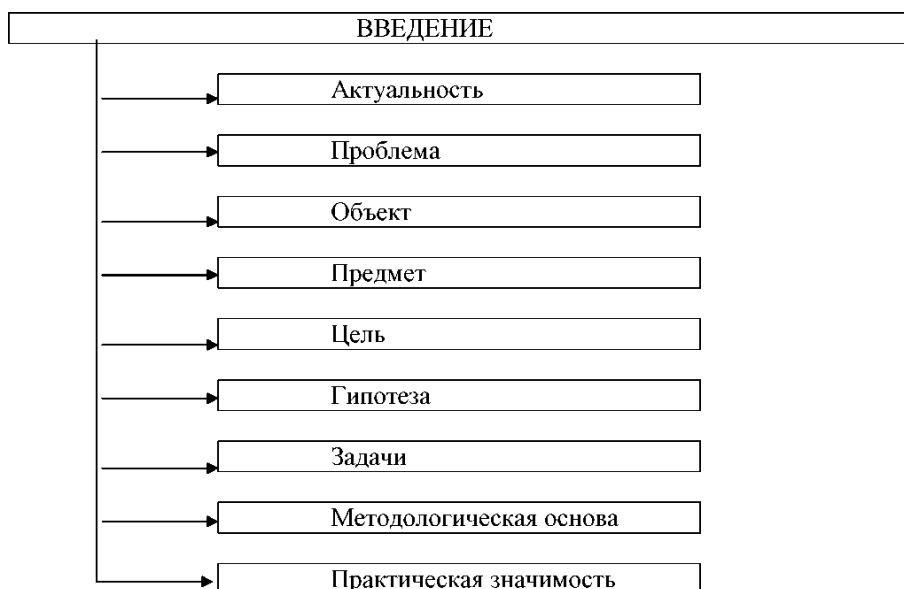 ВВЕДЕНИЕ
Актуальность
Проблема
Объект
Предмет
Цель
Гипотеза
Задачи
Методологическая основа
Практическая значимость